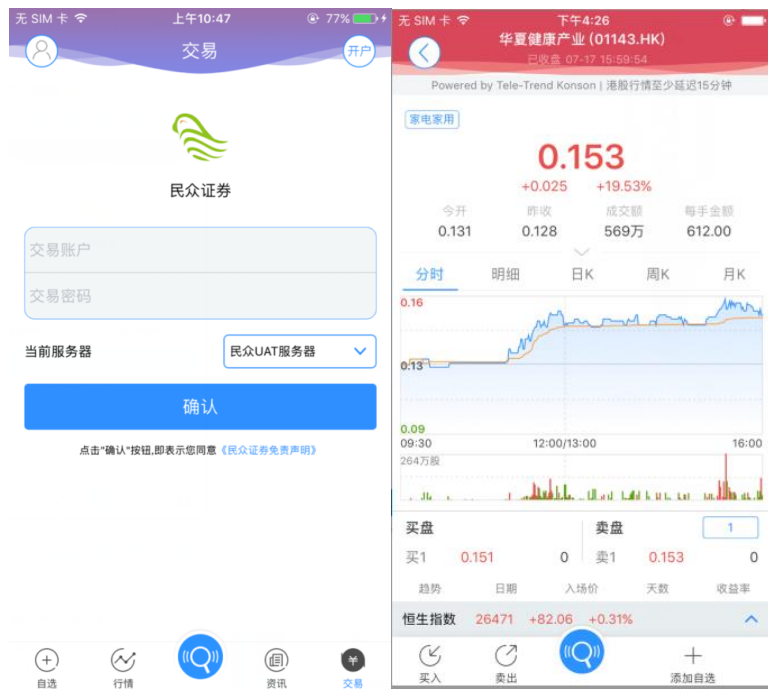 无 SIM 卡
上午10:47
77%
交易
开户
民众证券
交易账户
交易密码
当前服务器
民众UAT服务器
确认
点击"确认"按钮,即表示您同意《民众证券免责声明》
自选
行情
资讯
交易
无 SIM 卡
下午4:26
华夏健康产业 (01143.HK)
已收盘 07-17 15:59:54
Powered by Tele-Trend Konson | 港股行情至少延迟15分钟
家电家用
0.153
+0.025 +19.53%
今开 昨收 成交额 每手金额
0.131 0.128 569万 612.00
分时 明细 日K 周K 月K
0.16
0.13
0.09
09:30 12:00/13:00 16:00
264万股
买盘 卖盘 1
买1 0.151 0 卖1 0.153 0
趋势 日期 入场价 天数 收益率
恒生指数 26471 +82.06 +0.31%
买入 卖出 添加自选